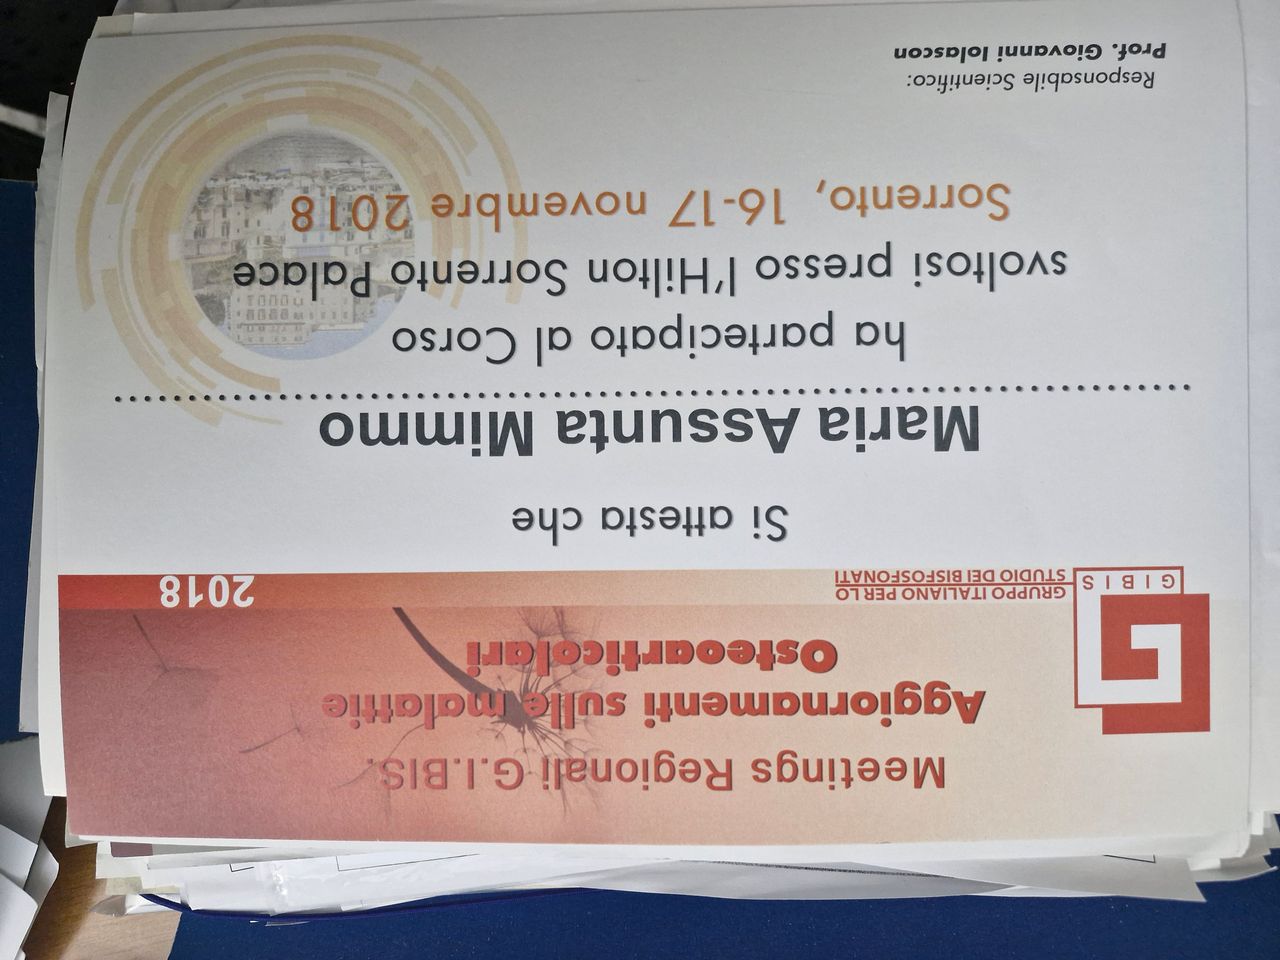 Meetings Regionali G.I.BIS.
Aggiornamenti sulle malattie
Osteoarticolari
G I B I S
GRUPPO ITALIANO PER LO
STUDIO DEI BISFOSFONATI
2018
Si attesta che
Maria Assunta Mimmo
ha partecipato al Corso
svoltosi presso l'Hilton Sorrento Palace
Sorrento, 16-17 novembre 2018
Responsabile Scientifico:
Prof. Giovanni Iolascon